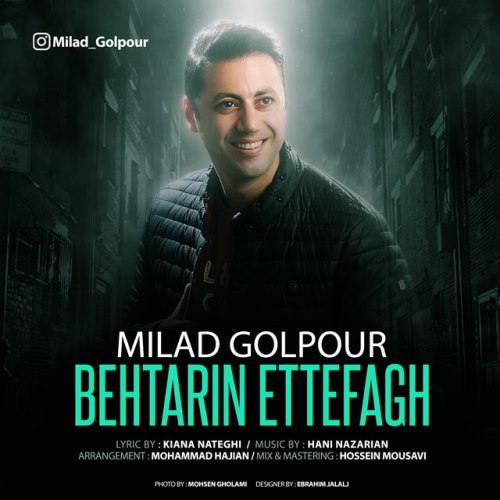 Milad_Golpour
MILAD GOLPOUR
BEHTARIN ETTEFAGH
LYRIC BY : KIANA NATEGHI / MUSIC BY : HANI NAZARIAN
ARRANGEMENT : MOHAMMAD HAJIAN / MIX & MASTERING : HOSSEIN MOUSAVI
PHOTO BY : MOHSEN GHOLAMI DESIGNER BY : EBRAHIM JALALJ